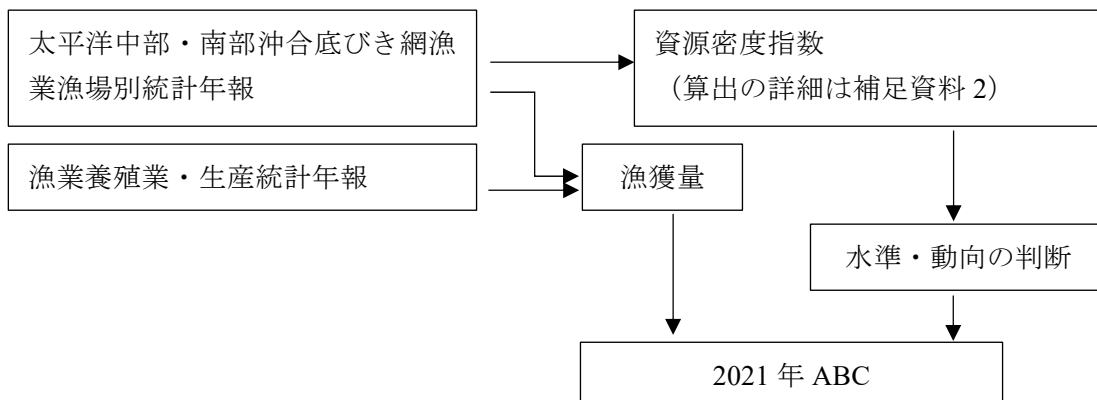 太平洋中部・南部沖合底びき網漁
業漁場別統計年報
資源密度指数
（算出の詳細は補足資料 2）
漁業養殖業・生産統計年報
漁獲量
水準・動向の判断
2021 年 ABC